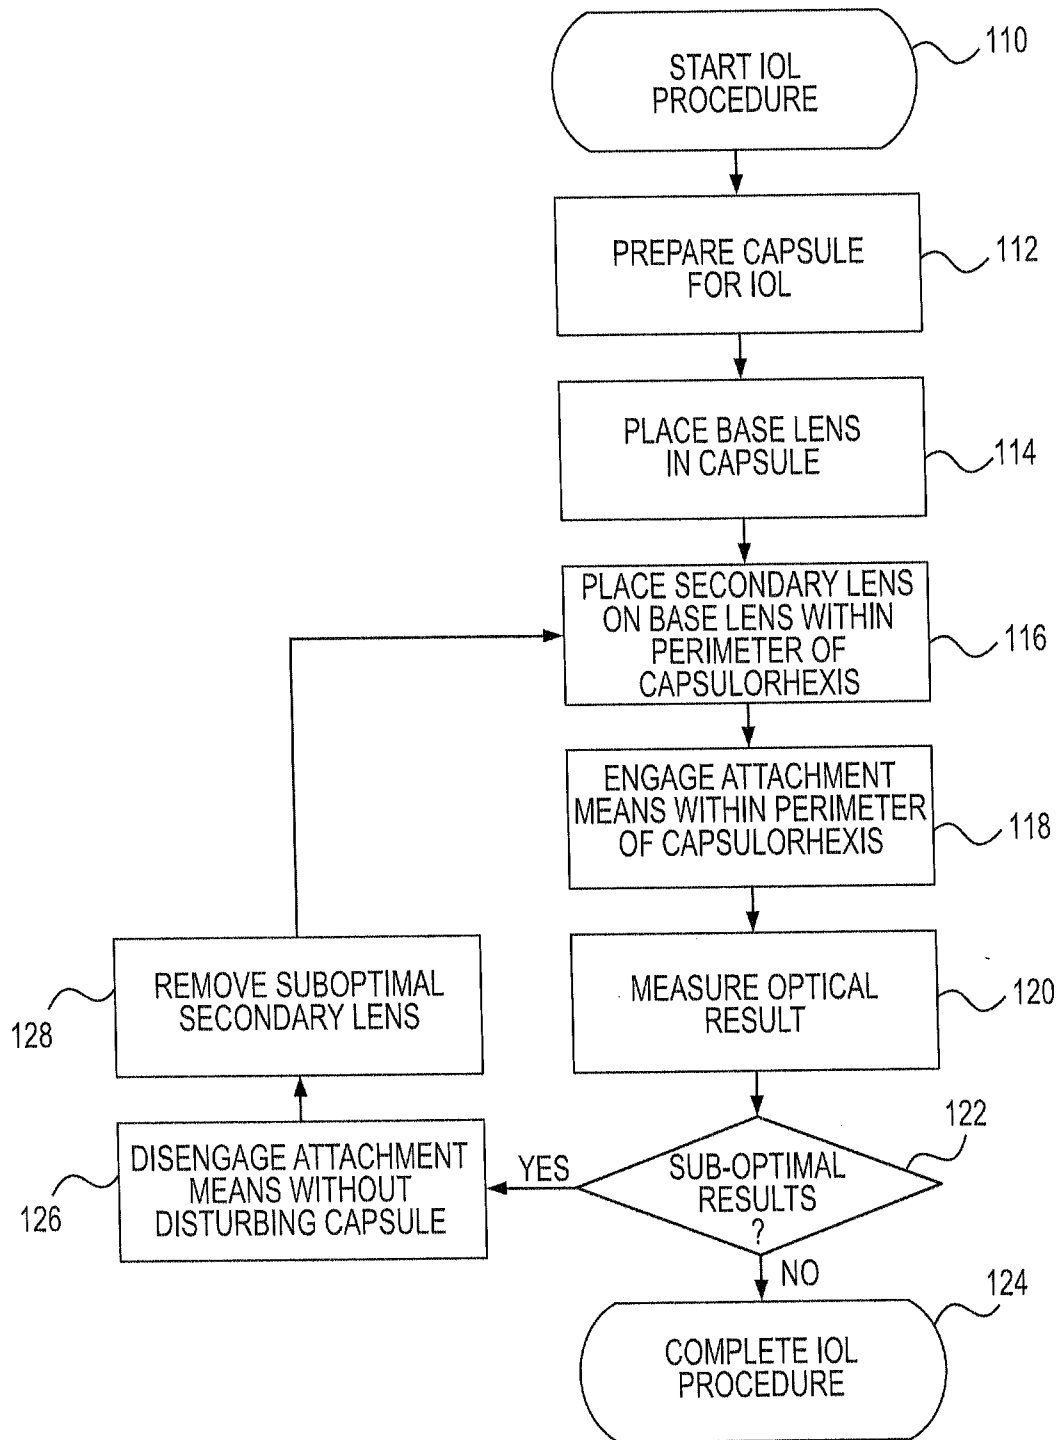 START IOL
PROCEDURE
110
PREPARE CAPSULE
FOR IOL
112
PLACE BASE LENS
IN CAPSULE
114
PLACE SECONDARY LENS
ON BASE LENS WITHIN
PERIMETER OF
CAPSULORHEXIS
116
ENGAGE ATTACHMENT
MEANS WITHIN PERIMETER
OF CAPSULORHEXIS
118
MEASURE OPTICAL
RESULT
120
SUB-OPTIMAL
RESULTS
?
122
YES
NO
DISENGAGE ATTACHMENT
MEANS WITHOUT
DISTURBING CAPSULE
126
REMOVE SUBOPTIMAL
SECONDARY LENS
128
COMPLETE IOL
PROCEDURE
124